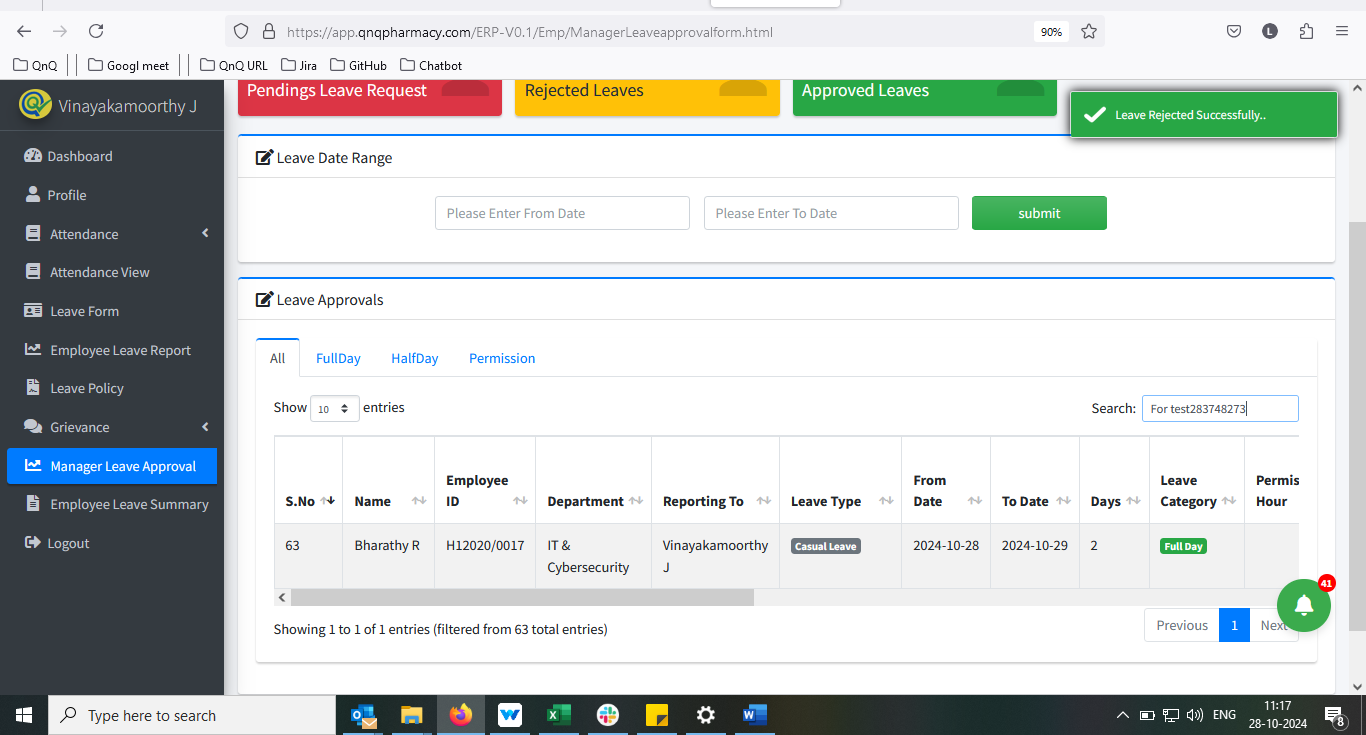 https://app.qnqpharmacy.com/ERP-V0.1/Emp/ManagerLeaveapprovalform.html
90%
L
QnQ
Googl meet
QnQ URL
Jira
GitHub
Chatbot
Vinayakamoorthy J
Dashboard
Profile
Attendance
Attendance View
Leave Form
Employee Leave Report
Leave Policy
Grievance
Manager Leave Approval
Employee Leave Summary
Logout
Pendings Leave Request
Rejected Leaves
Approved Leaves
Leave Rejected Successfully..
Leave Date Range
Please Enter From Date
Please Enter To Date
submit
Leave Approvals
All
FullDay
HalfDay
Permission
Show 10 entries
Search: For test283748273
S.No
Name
Employee
ID
Department
Reporting To
Leave Type
From
Date
To Date
Days
Leave
Category
Permis
Hour
63
Bharathy R
H12020/0017
IT &
Cybersecurity
Vinayakamoorthy
J
Casual Leave
2024-10-28
2024-10-29
2
Full Day
41
Showing 1 to 1 of 1 entries (filtered from 63 total entries)
Previous
1
Next
Type here to search
ENG
11:17
28-10-2024
8